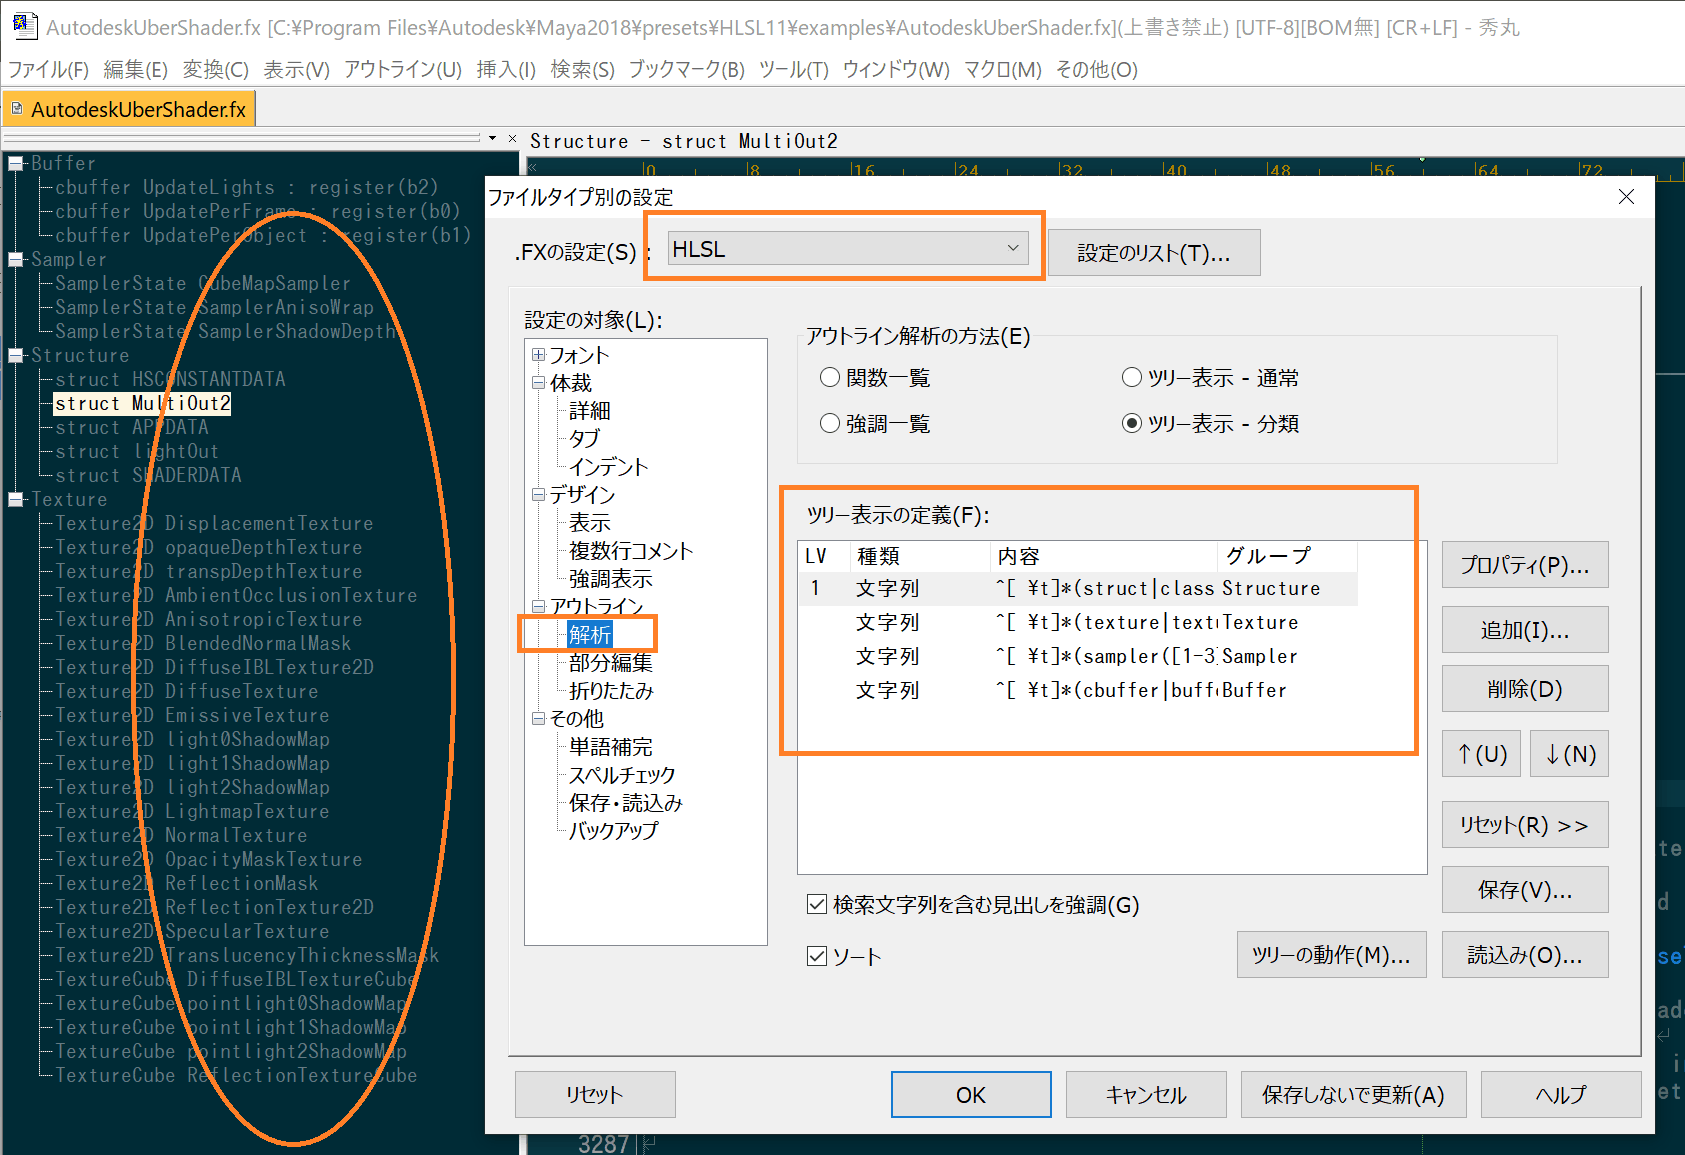 AutodeskUberShader.fx [C:¥Program Files¥Autodesk¥Maya2018¥presets¥HLSL11¥examples¥AutodeskUberShader.fx](上書き禁止) [UTF-8][BOM無] [CR+LF] - 秀丸
ファイル(F) 編集(E) 変換(C) 表示(V) アウトライン(U) 挿入(I) 検索(S) ブックマーク(B) ツール(T) ウィンドウ(W) マクロ(M) その他(O)
AutodeskUberShader.fx
Structure - struct MultiOut2
0 8 16 24 32 40 48 56 64 72
Buffer
cbuffer UpdateLights : register(b2)
cbuffer UpdatePerFrame : register(b0)
cbuffer UpdatePerObject : register(b1)
Sampler
SamplerState CubeMapSampler
SamplerState SamplerAnisoWrap
SamplerState SamplerShadowDepth
Structure
struct HSCONSTANTDATA
struct MultiOut2
struct APPDATA
struct lightOut
struct SHADERDATA
Texture
Texture2D DisplacementTexture
Texture2D opaqueDepthTexture
Texture2D transpDepthTexture
Texture2D AmbientOcclusionTexture
Texture2D AnisotropicTexture
Texture2D BlendedNormalMask
Texture2D DiffuseIBLTexture2D
Texture2D DiffuseTexture
Texture2D EmissiveTexture
Texture2D light0ShadowMap
Texture2D light1ShadowMap
Texture2D light2ShadowMap
Texture2D LightmapTexture
Texture2D NormalTexture
Texture2D OpacityMaskTexture
Texture2D ReflectionMask
Texture2D ReflectionTexture2D
Texture2D SpecularTexture
Texture2D TranslucencyThicknessMask
TextureCube DiffuseIBLTextureCube
TextureCube pointlight0ShadowMap
TextureCube pointlight1ShadowMap
TextureCube pointlight2ShadowMap
TextureCube ReflectionTextureCube
ファイルタイプ別の設定
.FXの設定(S) :
HLSL
設定のリスト(T)...
設定の対象(L):
フォント
体裁
詳細
タブ
インデント
デザイン
表示
複数行コメント
強調表示
アウトライン
解析
部分編集
折りたたみ
その他
単語補完
スペルチェック
保存・読込み
バックアップ
アウトライン解析の方法(E)
関数一覧
ツリー表示 - 通常
強調一覧
ツリー表示 - 分類
ツリー表示の定義(F):
LV 種類 内容 グループ
1 文字列 ^[ ¥t]*(struct|class Structure
文字列 ^[ ¥t]*(texture|text Texture
文字列 ^[ ¥t]*(sampler([1-3 Sampler
文字列 ^[ ¥t]*(cbuffer|buff Buffer
プロパティ(P)...
追加(I)...
削除(D)
↑(U)
↓(N)
リセット(R) >>
保存(V)...
検索文字列を含む見出しを強調(G)
ソート
ツリーの動作(M)...
読込み(O)...
リセット
OK
キャンセル
保存しないで更新(A)
ヘルプ
3287